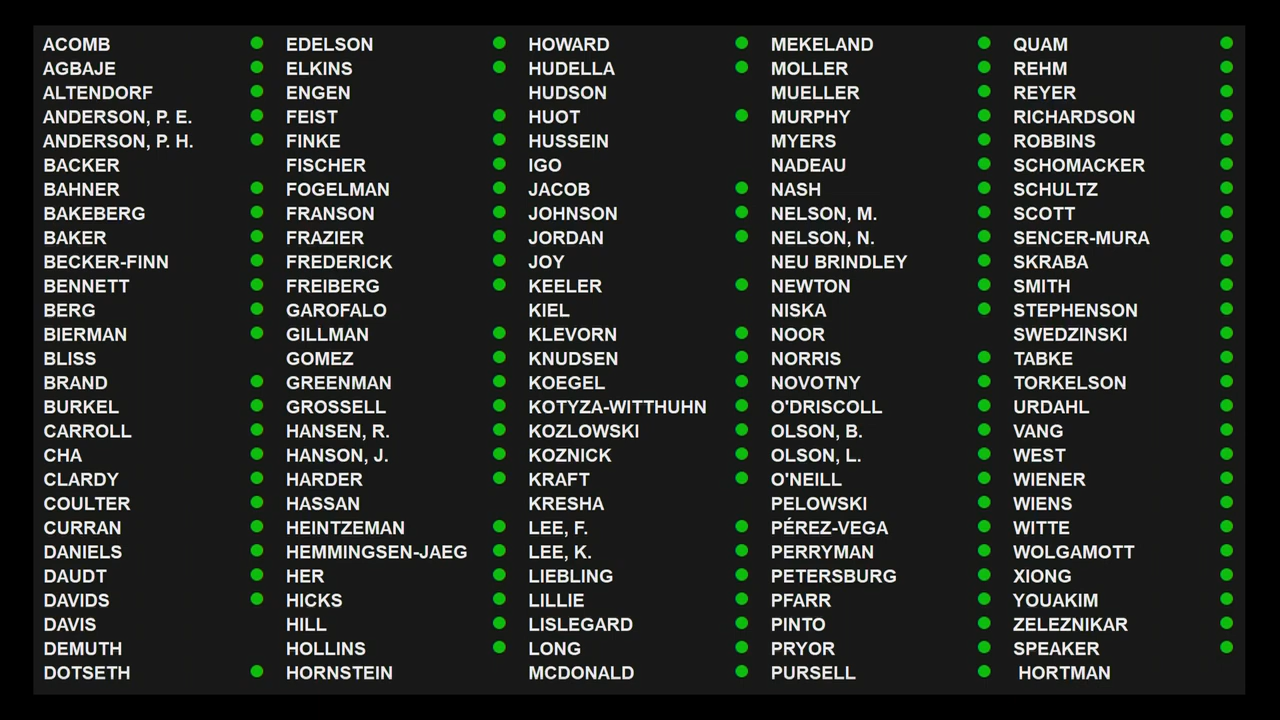 ACOMB
AGBAJE
ALTENDORF
ANDERSON, P. E.
ANDERSON, P. H.
BACKER
BAHNER
BAKEBERG
BAKER
BECKER-FINN
BENNETT
BERG
BIERMAN
BLISS
BRAND
BURKEL
CARROLL
CHA
CLARDY
COULTER
CURRAN
DANIELS
DAUDT
DAVIDS
DAVIS
DEMUTH
DOTSETH
EDELSON
ELKINS
ENGEN
FEIST
FINKE
FISCHER
FOGELMAN
FRANSON
FRAZIER
FREDERICK
FREIBERG
GAROFALO
GILLMAN
GOMEZ
GREENMAN
GROSSELL
HANSEN, R.
HANSON, J.
HARDER
HASSAN
HEINTZEMAN
HEMMINGSEN-JAEG
HER
HICKS
HILL
HOLLINS
HORNSTEIN
HOWARD
HUDELLA
HUDSON
HUOT
HUSSEIN
IGO
JACOB
JOHNSON
JORDAN
JOY
KEELER
KIEL
KLEVORN
KNUDSEN
KOEGEL
KOTYZA-WITTHUHN
KOZLOWSKI
KOZNICK
KRAFT
KRESHA
LEE, F.
LEE, K.
LIEBLING
LILLIE
LISLEGARD
LONG
MCDONALD
MEKELAND
MOLLER
MUELLER
MURPHY
MYERS
NADEAU
NASH
NELSON, M.
NELSON, N.
NEU BRINDLEY
NEWTON
NISKA
NOOR
NORRIS
NOVOTNY
O'DRISCOLL
OLSON, B.
OLSON, L.
O'NEILL
PELOWSKI
PÉREZ-VEGA
PERRYMAN
PETERSBURG
PFARR
PINTO
PRYOR
PURSELL
QUAM
REHM
REYER
RICHARDSON
ROBBINS
SCHOMACKER
SCHULTZ
SCOTT
SENCER-MURA
SKRABA
SMITH
STEPHENSON
SWEDZINSKI
TABKE
TORKELSON
URDAHL
VANG
WEST
WIENER
WIENS
WITTE
WOLGAMOTT
XIONG
YOUAKIM
ZELEZNIKAR
SPEAKER
HORTMAN